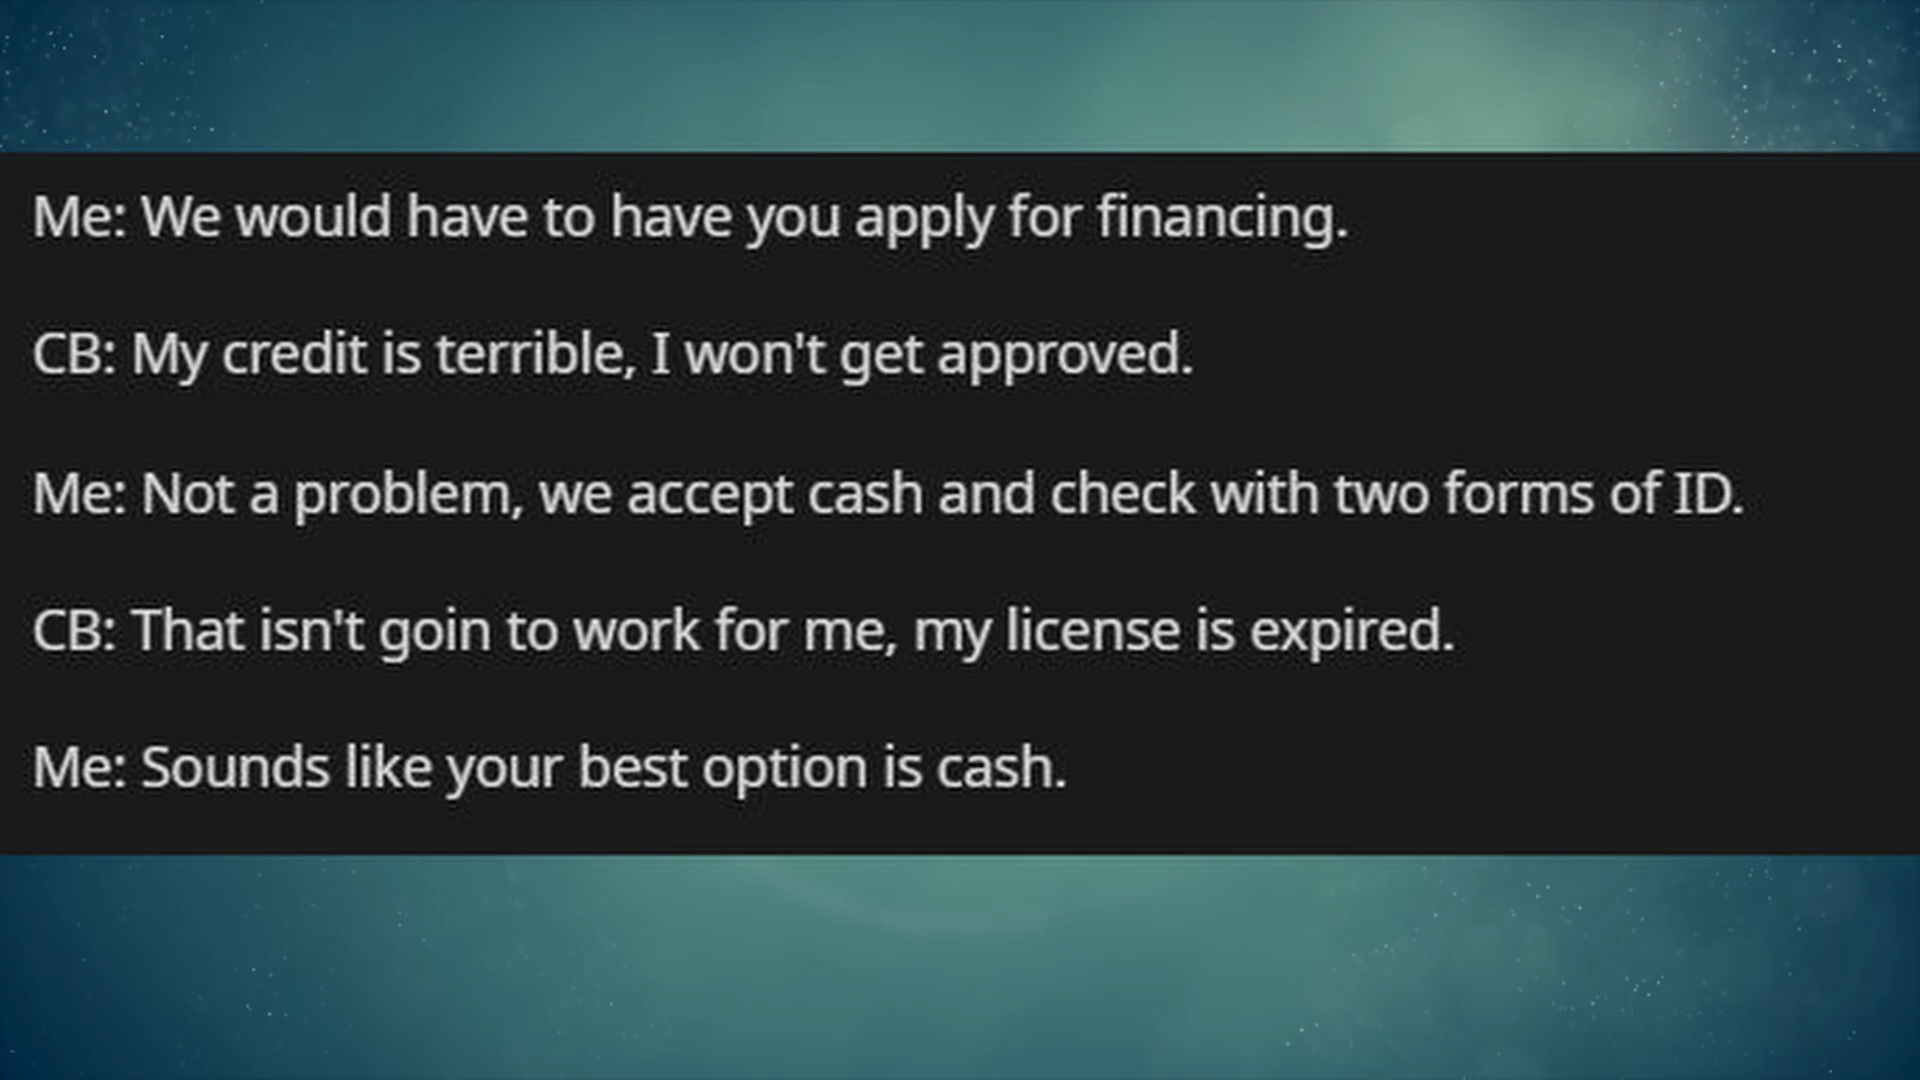 Me: We would have to have you apply for financing.
CB: My credit is terrible, I won't get approved.
Me: Not a problem, we accept cash and check with two forms of ID.
CB: That isn't goin to work for me, my license is expired.
Me: Sounds like your best option is cash.